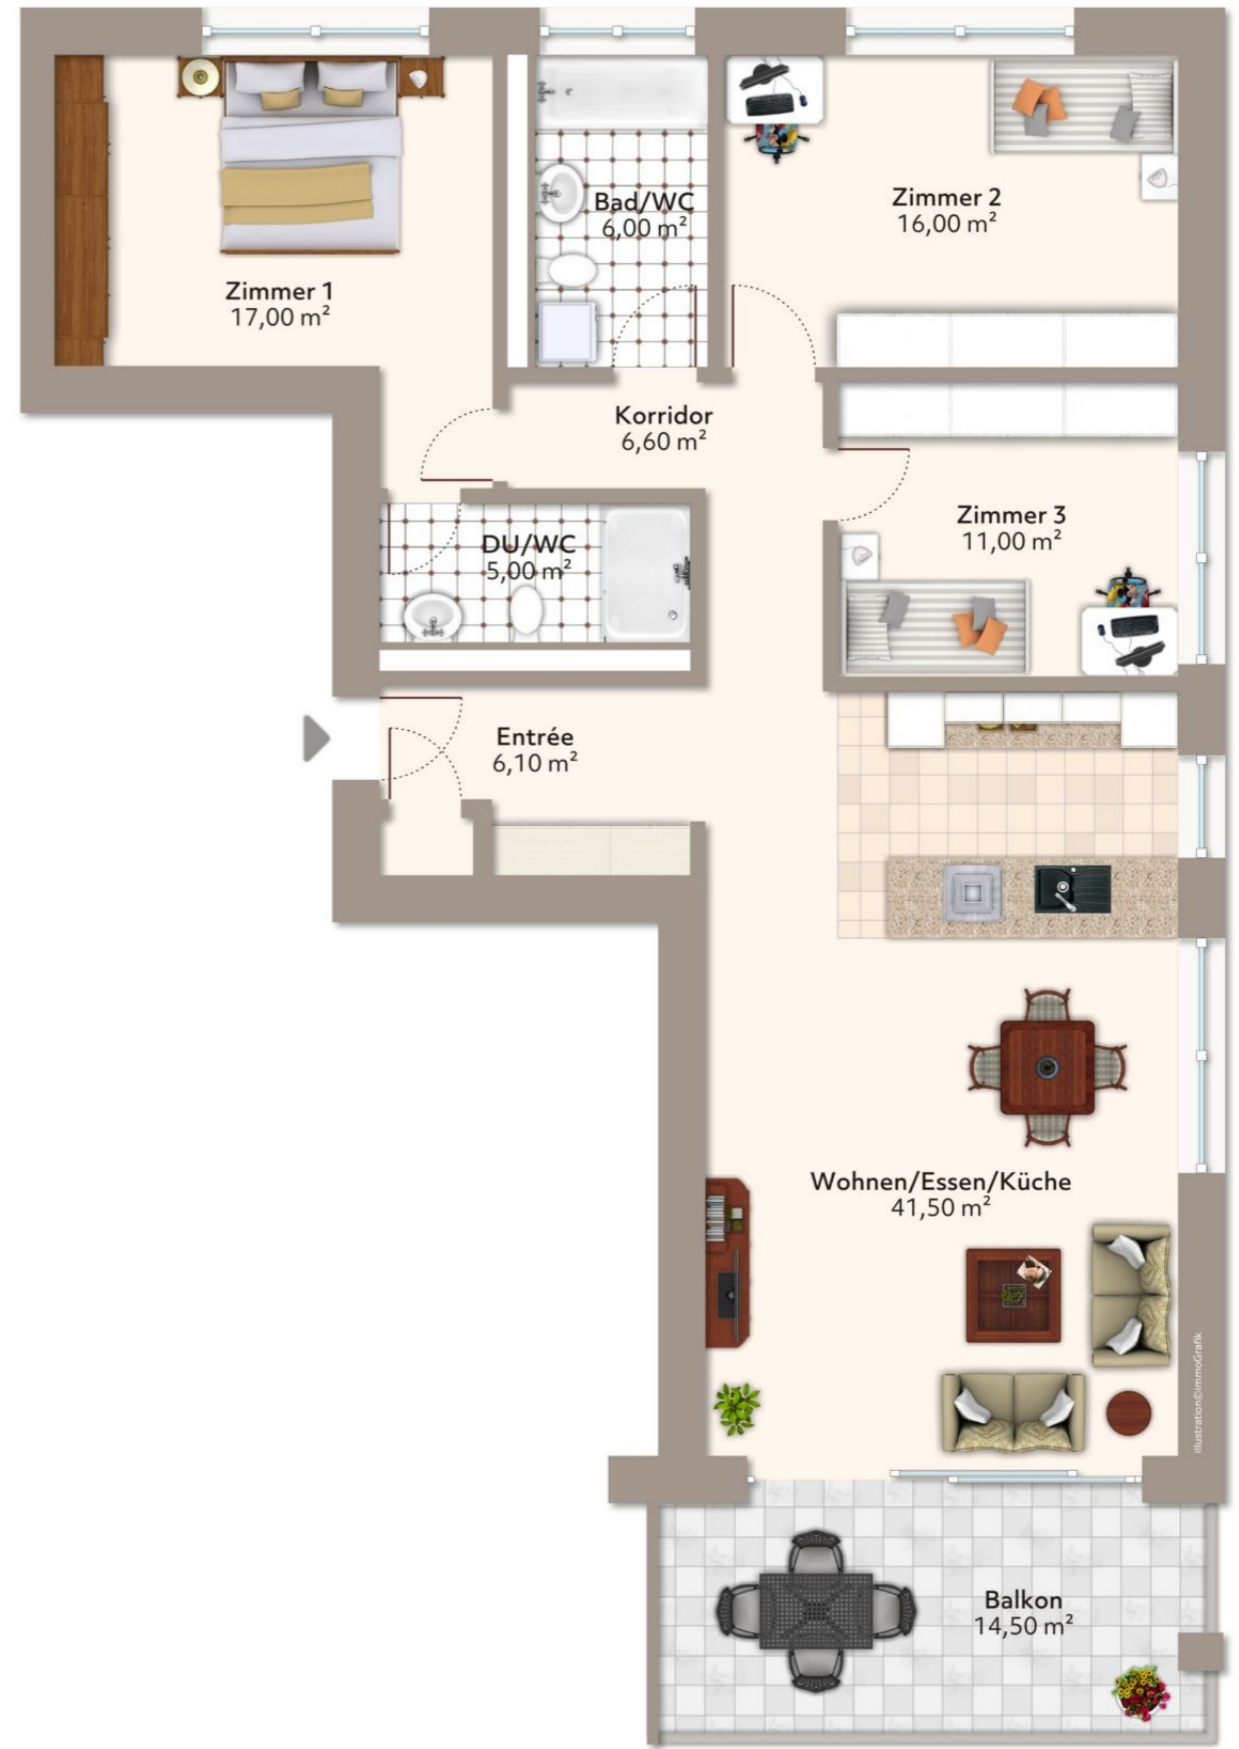 Zimmer 1
17,00 m²
Bad/WC
6,00 m²
Zimmer 2
16,00 m²
Korridor
6,60 m²
Zimmer 3
11,00 m²
DU/WC
5,00 m²
Entrée
6,10 m²
Wohnen/Essen/Küche
41,50 m²
illustration©immoGrafik
Balkon
14,50 m²